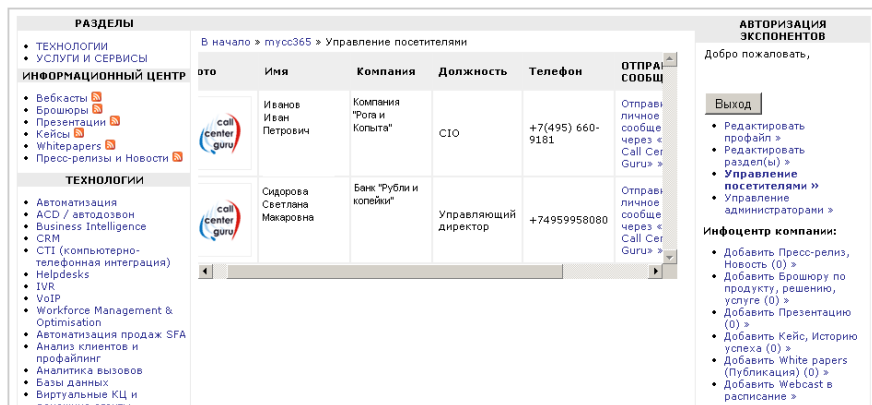 РАЗДЕЛЫ
• ТЕХНОЛОГИИ
• УСЛУГИ И СЕРВИСЫ
ИНФОРМАЦИОННЫЙ ЦЕНТР
• Вебкасты
• Брошюры
• Презентации
• Кейсы
• Whitepapers
• Пресс-релизы и Новости
ТЕХНОЛОГИИ
• Автоматизация
• ACD / автодозвон
• Business Intelligence
• CRM
• CTI (компьютерно-
телефонная интеграция)
• Helpdesks
• IVR
• VoIP
• Workforce Management &
Optimisation
• Автоматизация продаж SFA
• Анализ клиентов и
профайлинг
• Аналитика вызовов
• Базы данных
• Виртуальные КЦ и
В начало » mycc365 » Управление посетителями
ото Имя Компания Должность Телефон ОТПРА
СООБЩ
call
center
guru
Иванов
Иван
Петрович
Компания
"Рога и
Копыта"
CIO
+7(495) 660-
9181
Отправи
личное
сообще
через «
Call Cer
Guru» »
call
center
guru
Сидорова
Светлана
Макаровна
Банк "Рубли и
копейки"
Управляющий
директор
+74959958080
Отправи
личное
сообще
через «
Call Cer
Guru» »
АВТОРИЗАЦИЯ
ЭКСПОНЕНТОВ
Добро пожаловать,
Выход
• Редактировать
профайл »
• Редактировать
раздел(ы) »
• Управление
посетителями »
• Управление
администраторами »
Инфоцентр компании:
• Добавить Пресс-релиз,
Новость (0) »
• Добавить Брошюру по
продукту, решению,
услуге (0) »
• Добавить Презентацию
(0) »
• Добавить Кейс, Историю
успеха (0) »
• Добавить White papers
(Публикация) (0) »
• Добавить Webcast в
расписание »